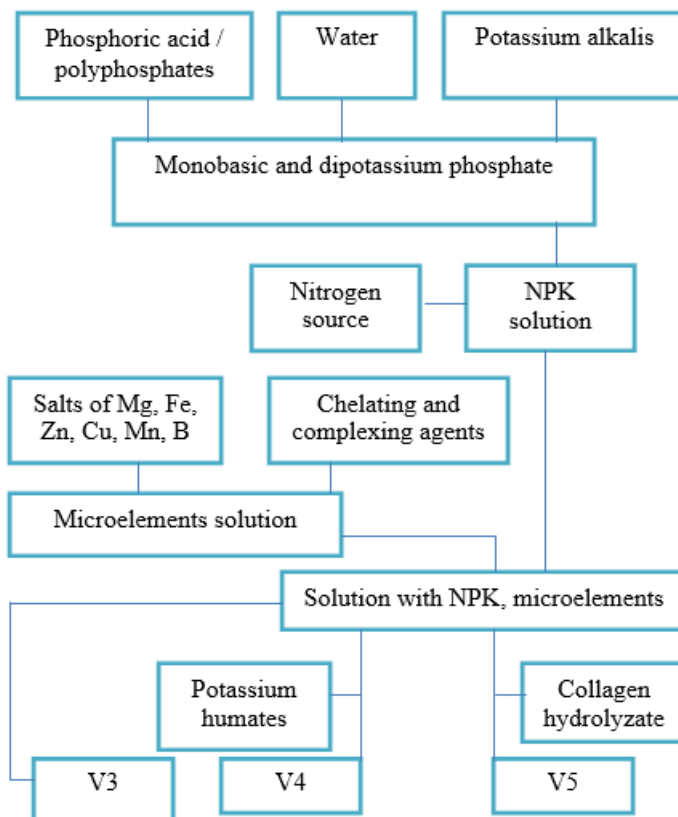 Phosphoric acid /
polyphosphates
Water
Potassium alkalis
Monobasic and dipotassium phosphate
Nitrogen
source
NPK
solution
Salts of Mg, Fe,
Zn, Cu, Mn, B
Chelating and
complexing agents
Microelements solution
Solution with NPK, microelements
Potassium
humates
Collagen
hydrolyzate
V3
V4
V5